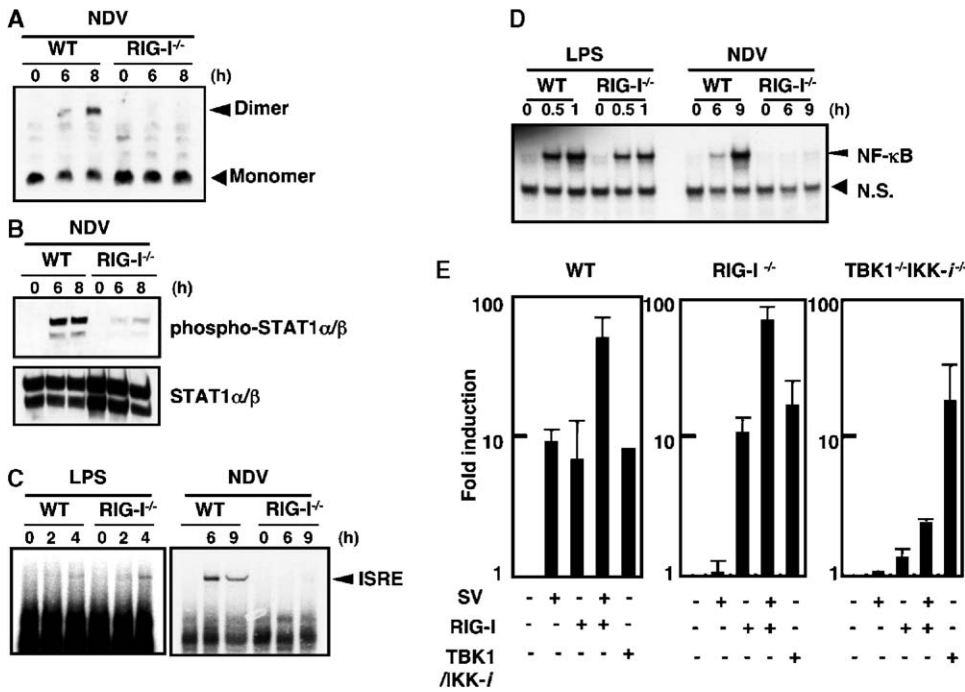 A
NDV
WT RIG-I-/-
0 6 8 0 6 8 (h)
Dimer
Monomer
B
NDV
WT RIG-I-/-
0 6 8 0 6 8 (h)
phospho-STAT1α/β
STAT1α/β
C
LPS NDV
WT RIG-I-/- WT RIG-I-/-
0 2 4 0 2 4 6 9 0 6 9 (h)
ISRE
D
LPS NDV
WT RIG-I-/- WT RIG-I-/-
0 0.5 1 0 0.5 1 0 6 9 0 6 9 (h)
NF-κB
N.S.
E
WT RIG-I -/- TBK1-/-IKK-i-/-
100 100 100
10 10 10
1 1 1
Fold induction
SV - + - + - - + - + - - + - + -
RIG-I - - + + - - - + + - - - + + -
TBK1 - - - - + - - - - + - - - - +
/IKK-i